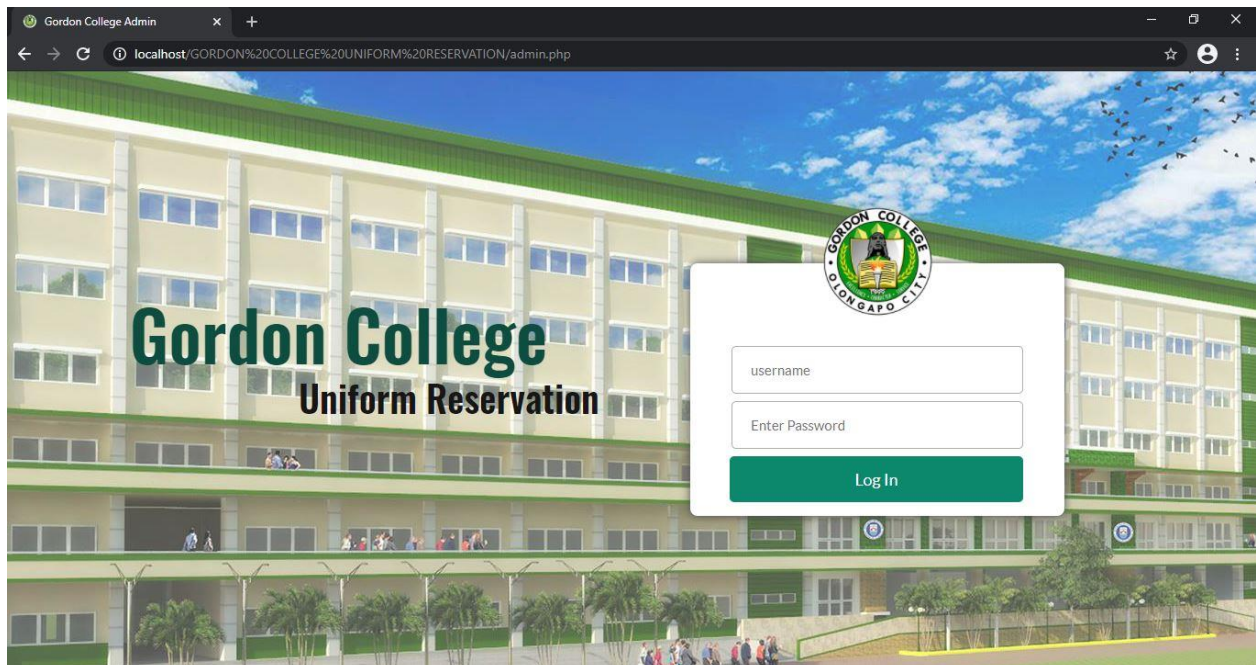 Gordon College Admin
localhost/GORDON%20COLLEGE%20UNIFORM%20RESERVATION/admin.php
GORDON COLLEGE
OLONGAPO CITY
Gordon College
Uniform Reservation
username
Enter Password
Log In